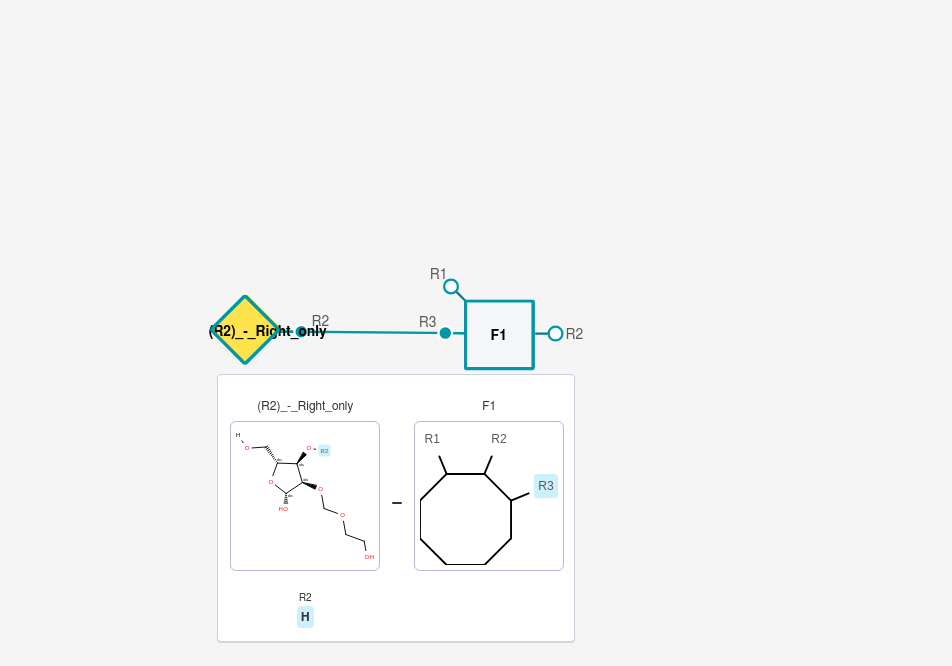 R1
R2
R3
(R2)_-_Right_only
F1
R2
(R2)_-_Right_only
F1
H
O
O
R2
O
O
HO
O
OH
R1
R2
R3
R2
H